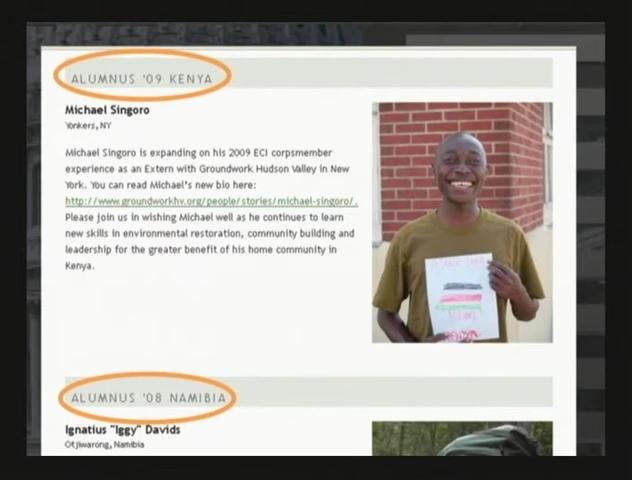 ALUMNUS '09 KENYA
Michael Singoro
Yonkers, NY
Michael Singoro is expanding on his 2009 ECI corpsmember
experience as an Extern with Groundwork Hudson Valley in New
York. You can read Michael's new bio here:
http://www.groundworkhv.org/people/stories/michael-singoro/.
Please join us in wishing Michael well as he continues to learn
new skills in environmental restoration, community building and
leadership for the greater benefit of his home community in
Kenya.
ALUMNUS '08 NAMIBIA
Ignatius "Iggy" Davids
Otjiwarong, Namibia